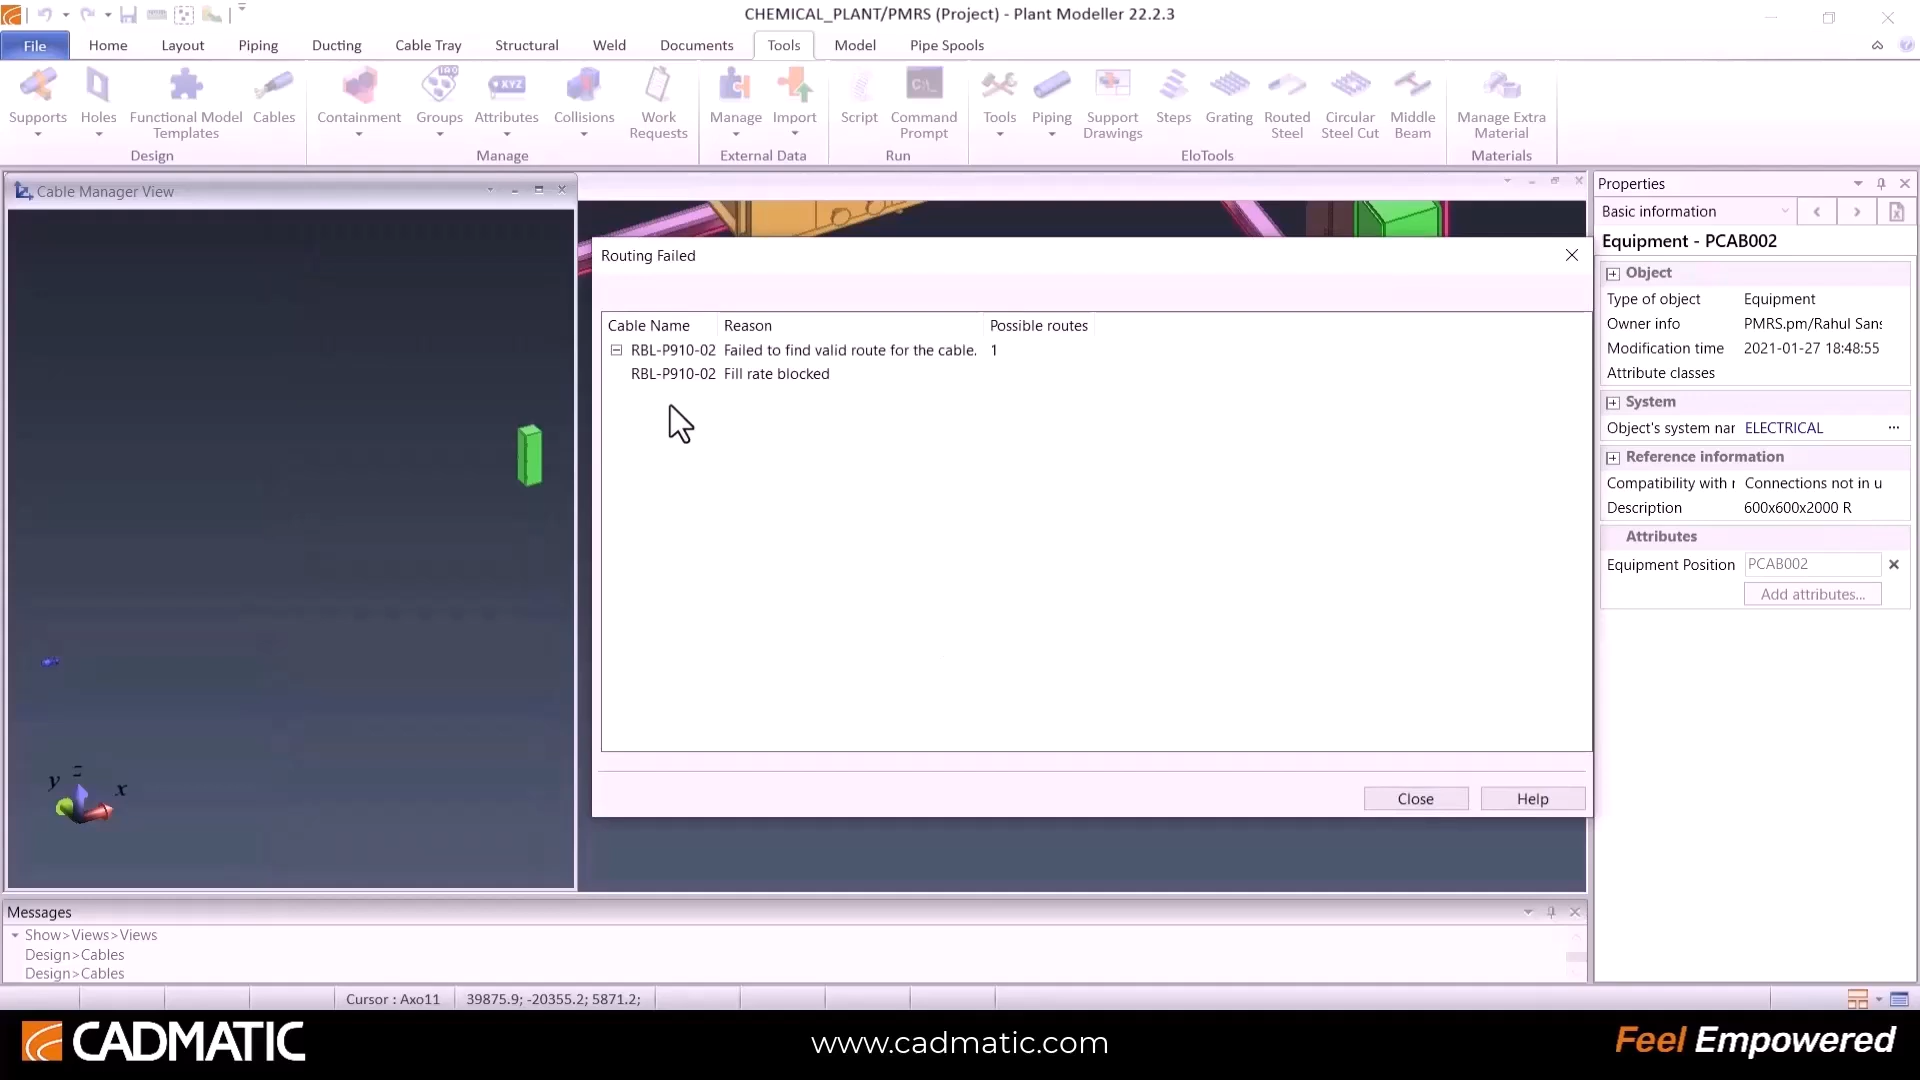 CHEMICAL_PLANT/PMRS (Project) - Plant Modeller 22.2.3
File Home Layout Piping Ducting Cable Tray Structural Weld Documents Tools Model Pipe Spools
Supports Holes Functional Model Templates Cables Containment Groups Attributes Collisions Work Requests Manage Import Script Command Prompt Tools Piping Support Drawings Steps Grating Routed Steel Circular Steel Cut Middle Beam Manage Extra Material
Design Manage External Data Run EloTools Materials
Cable Manager View
Routing Failed
Cable Name Reason Possible routes
RBL-P910-02 Failed to find valid route for the cable. 1
RBL-P910-02 Fill rate blocked
Close Help
z
y
x
Properties
Basic information
Equipment - PCAB002
Object
Type of object Equipment
Owner info PMRS.pm/Rahul Sans
Modification time 2021-01-27 18:48:55
Attribute classes
System
Object's system nar ELECTRICAL ...
Reference information
Compatibility with r Connections not in u
Description 600x600x2000 R
Attributes
Equipment Position PCAB002
Add attributes...
Messages
Show>Views>Views
Design>Cables
Design>Cables
Cursor : Axo11 39875.9; -20355.2; 5871.2;
CADMATIC www.cadmatic.com Feel Empowered